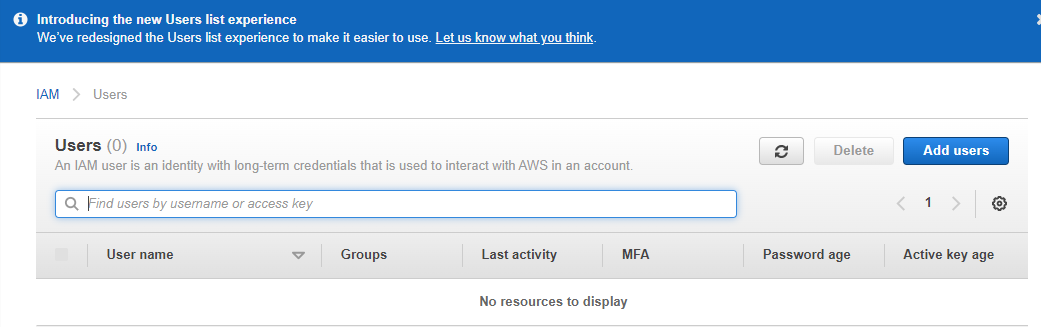 Introducing the new Users list experience
We've redesigned the Users list experience to make it easier to use. Let us know what you think.
IAM > Users
Users (0) Info
An IAM user is an identity with long-term credentials that is used to interact with AWS in an account.
Delete
Add users
Find users by username or access key
1
User name Groups Last activity MFA Password age Active key age
No resources to display